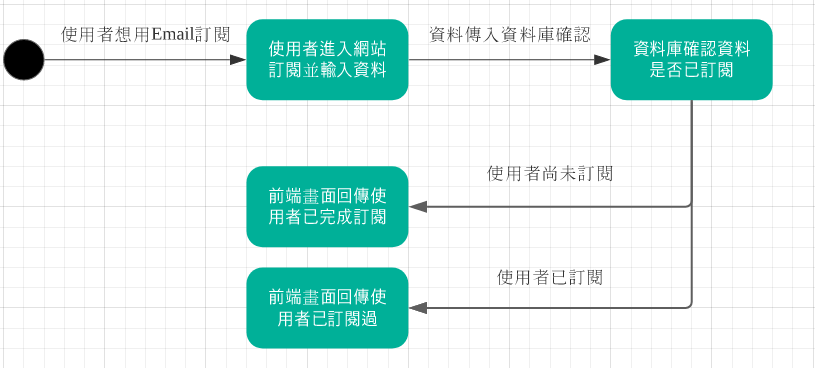 使用者想用Email訂閱
使用者進入網站
訂閱並輸入資料
資料傳入資料庫確認
資料庫確認資料
是否已訂閱
使用者尚未訂閱
前端畫面回傳使
用者已完成訂閱
使用者已訂閱
前端畫面回傳使
用者已訂閱過